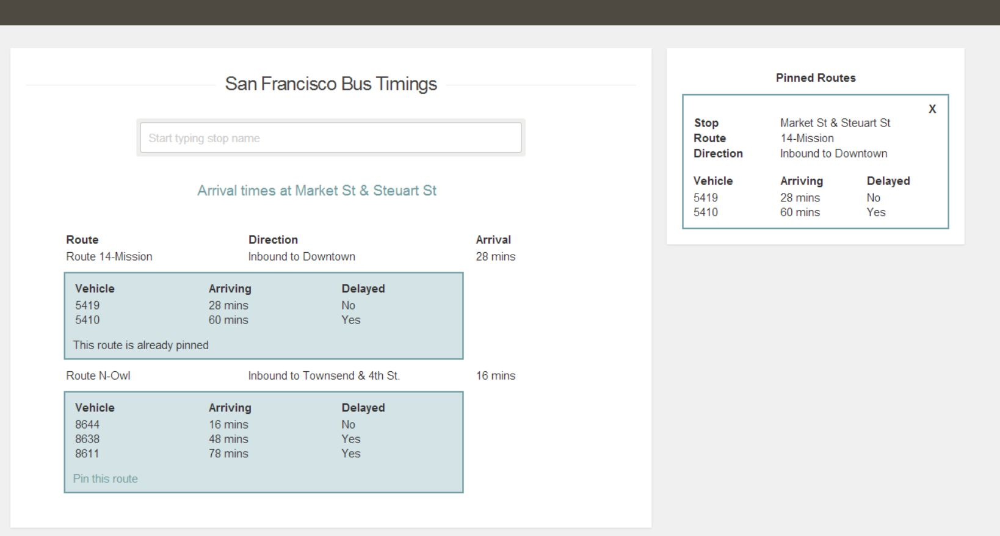 San Francisco Bus Timings
Start typing stop name
Arrival times at Market St & Steuart St
Route Direction Arrival
Route 14-Mission Inbound to Downtown 28 mins
Vehicle Arriving Delayed
5419 28 mins No
5410 60 mins Yes
This route is already pinned
Route N-Owl Inbound to Townsend & 4th St. 16 mins
Vehicle Arriving Delayed
8644 16 mins No
8638 48 mins Yes
8611 78 mins Yes
Pin this route
Pinned Routes
X
Stop Market St & Steuart St
Route 14-Mission
Direction Inbound to Downtown
Vehicle Arriving Delayed
5419 28 mins No
5410 60 mins Yes